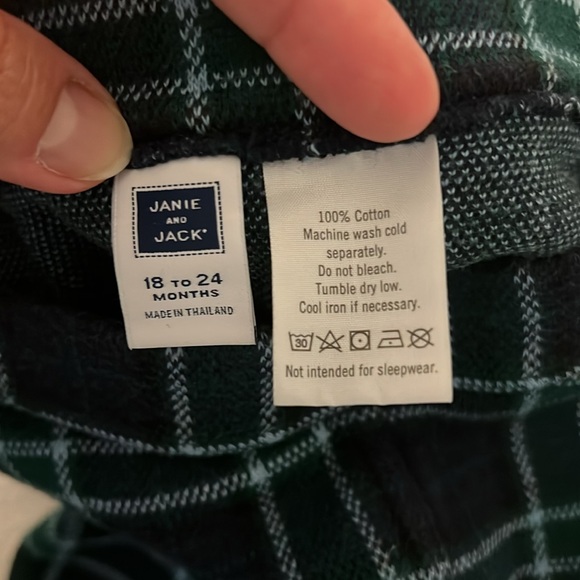 JANIE
AND
JACK
18 TO 24
MONTHS
MADE IN THAILAND
100% Cotton
Machine wash cold
separately.
Do not bleach.
Tumble dry low.
Cool iron if necessary.
30
Not intended for sleepwear.